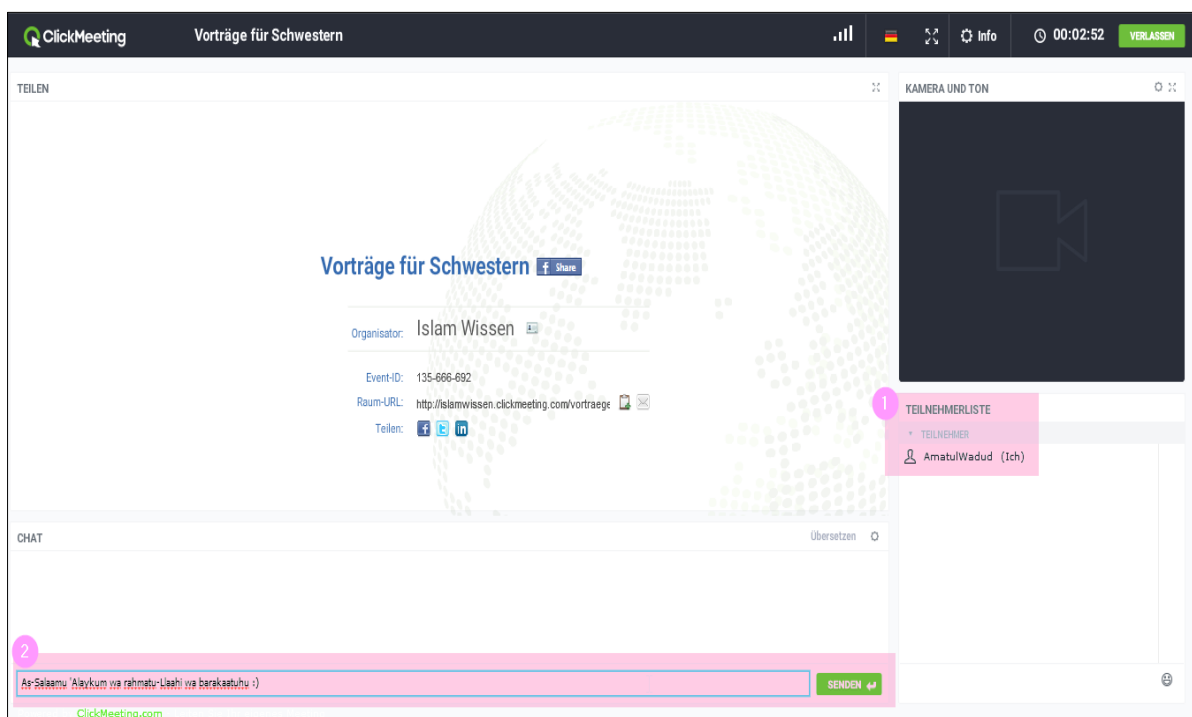 ClickMeeting Vorträge für Schwestern Info 00:02:52 VERLASSEN
TEILEN
KAMERA UND TON
Vorträge für Schwestern f Share
Organisator: Islam Wissen
Event-ID: 135-666-692
Raum-URL: http://islamwissen.clickmeeting.com/vortraege
Teilen: f t in
1
TEILNEHMERLISTE
TEILNEHMER
AmatulWadud (Ich)
CHAT Übersetzen
2
As-Salaamu 'Alaykum wa rahmatu-Llaahi wa barakaatuhu :) SENDEN
ClickMeeting.com